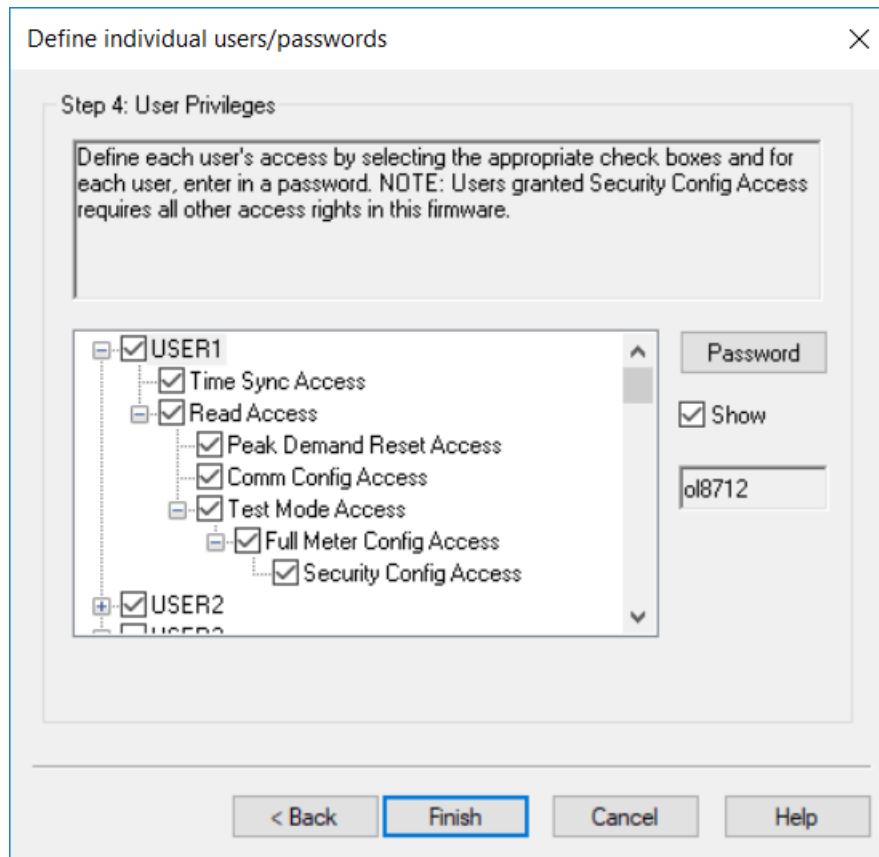 Define individual users/passwords
Step 4: User Privileges
Define each user's access by selecting the appropriate check boxes and for
each user, enter in a password. NOTE: Users granted Security Config Access
requires all other access rights in this firmware.
USER1
Time Sync Access
Read Access
Peak Demand Reset Access
Comm Config Access
Test Mode Access
Full Meter Config Access
Security Config Access
USER2
Password
Show
ol8712
< Back
Finish
Cancel
Help